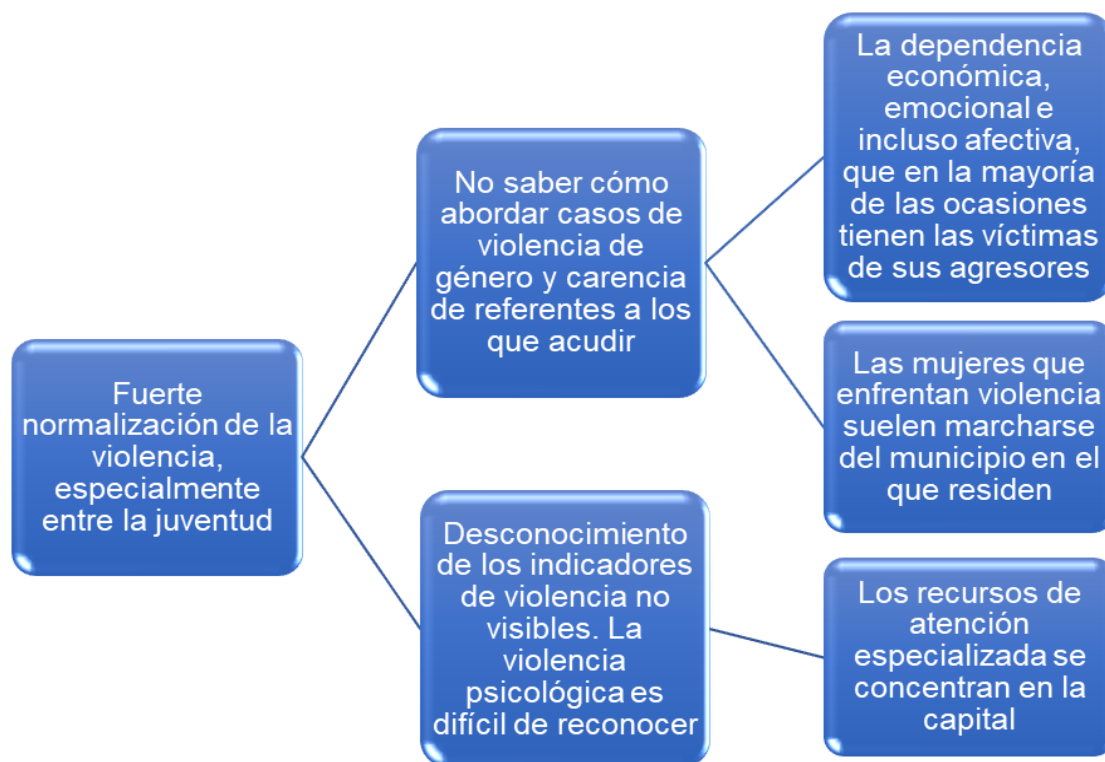 Fuerte
normalización de la
violencia,
especialmente
entre la juventud
No saber cómo
abordar casos de
violencia de
género y carencia
de referentes a los
que acudir
Desconocimiento
de los indicadores
de violencia no
visibles. La
violencia
psicológica es
difícil de reconocer
La dependencia
económica,
emocional e
incluso afectiva,
que en la mayoría
de las ocasiones
tienen las víctimas
de sus agresores
Las mujeres que
enfrentan violencia
suelen marcharse
del municipio en el
que residen
Los recursos de
atención
especializada se
concentran en la
capital